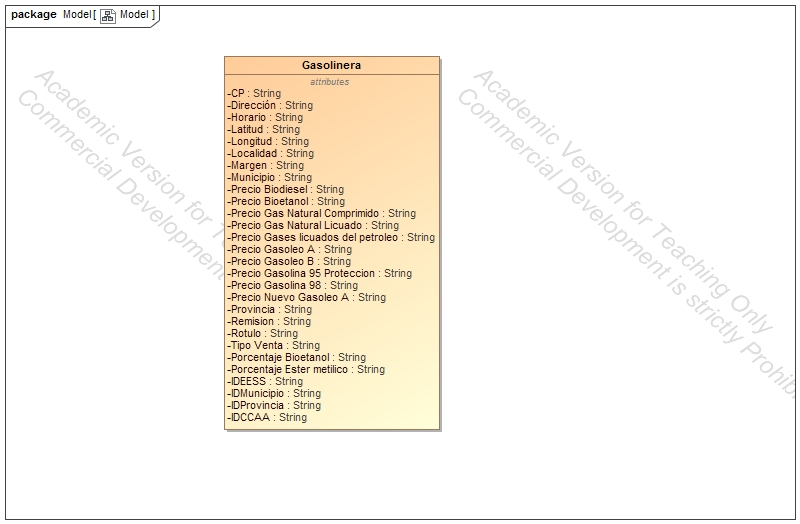 package Model[ Model ]
Gasolinera
attributes
-CP : String
-Dirección : String
-Horario : String
-Latitud : String
-Longitud : String
-Localidad : String
-Margen : String
-Municipio : String
-Precio Biodiesel : String
-Precio Bioetanol : String
-Precio Gas Natural Comprimido : String
-Precio Gas Natural Licuado : String
-Precio Gases licuados del petroleo : String
-Precio Gasoleo A : String
-Precio Gasoleo B : String
-Precio Gasolina 95 Proteccion : String
-Precio Gasolina 98 : String
-Precio Nuevo Gasoleo A : String
-Provincia : String
-Remision : String
-Rotulo : String
-Tipo Venta : String
-Porcentaje Bioetanol : String
-Porcentaje Ester metilico : String
-IDEESS : String
-IDMunicipio : String
-IDProvincia : String
-IDCCAA : String
Academic Version for Tea
Commercial Development
Academic Version for Teaching Only
Commercial Development is strictly Prohib